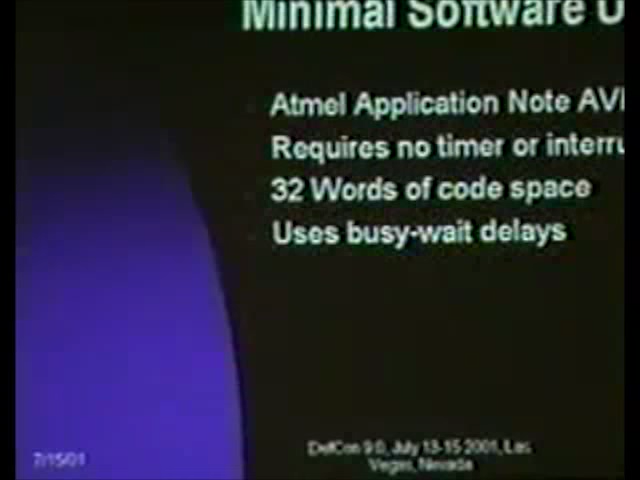 Minimal Software U
Atmel Application Note AV
Requires no timer or interru
32 Words of code space
Uses busy-wait delays
7/15/01
DefCon 9.0, July 13-15 2001, Las
Vegas, Nevada